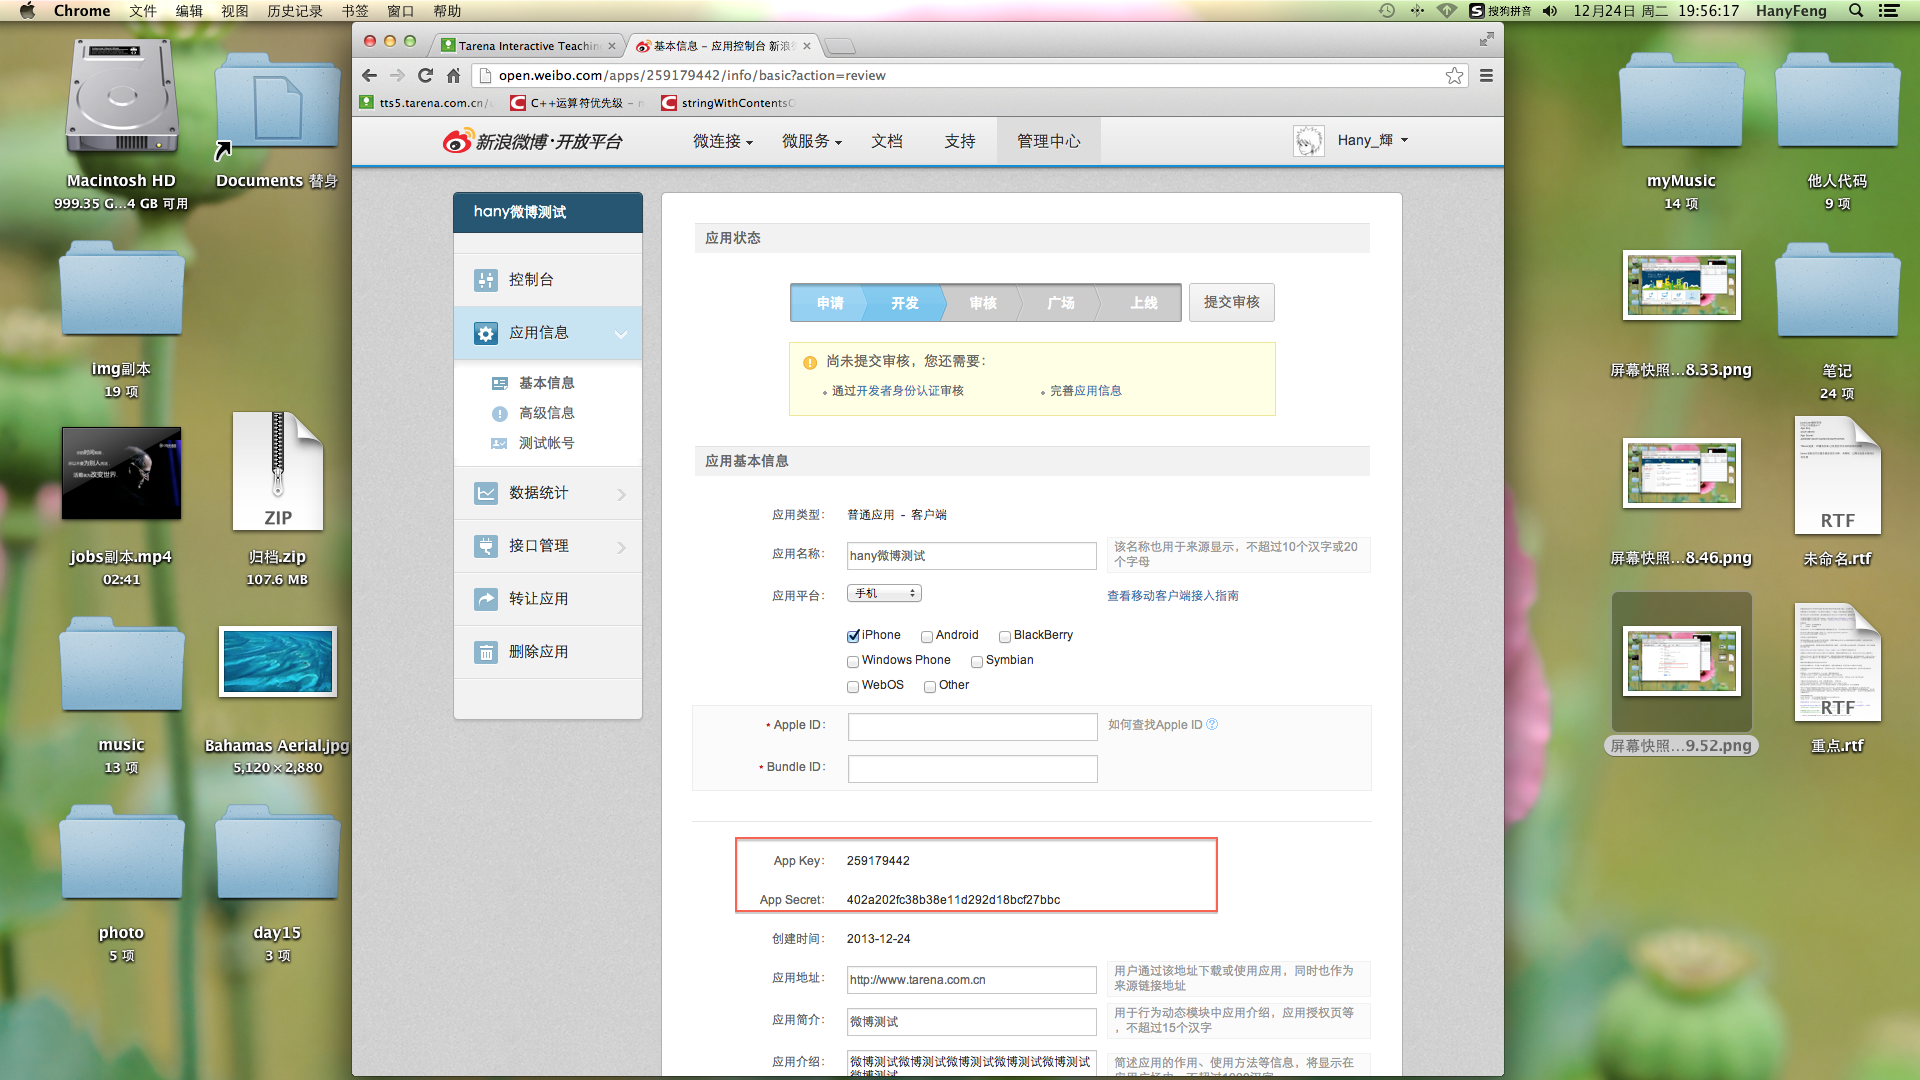 Chrome 文件 编辑 视图 历史记录 书签 窗口 帮助
搜狗拼音 12月24日 周二 19:56:17 HanyFeng
Macintosh HD
999.35 G...4 GB 可用
Documents 替身
img副本
19 项
jobs副本.mp4
02:41
ZIP
归档.zip
107.6 MB
music
13 项
Bahamas Aerial.jpg
5,120 × 2,880
photo
5 项
day15
3 项
Tarena Interactive Teachin
基本信息 - 应用控制台 新浪
open.weibo.com/apps/259179442/info/basic?action=review
tts5.tarena.com.cn/
C++运算符优先级 -
stringWithContents
新浪微博·开放平台
微连接 微服务 文档 支持 管理中心
Hany_輝
hany微博测试
控制台
应用信息
基本信息
高级信息
测试帐号
数据统计
接口管理
转让应用
删除应用
应用状态
申请 开发 审核 广场 上线 提交审核
尚未提交审核，您还需要：
通过开发者身份认证审核
完善应用信息
应用基本信息
应用类型： 普通应用 - 客户端
应用名称： hany微博测试
该名称也用于来源显示，不超过10个汉字或20
个字母
应用平台： 手机
查看移动客户端接入指南
iPhone Android BlackBerry
Windows Phone Symbian
WebOS Other
* Apple ID：
如何查找Apple ID
* Bundle ID：
App Key： 259179442
App Secret： 402a202fc38b38e11d292d18bcf27bbc
创建时间： 2013-12-24
应用地址： http://www.tarena.com.cn
用户通过该地址下载或使用应用，同时也作为
来源链接地址
应用简介： 微博测试
用于行为动态模块中应用介绍，应用授权页等
，不超过15个汉字
应用介绍： 微博测试微博测试微博测试微博测试微博测试
微博测试
简述应用的作用、使用方法等信息，将显示在
myMusic
14 项
他人代码
9 项
屏幕快照...8.33.png
笔记
24 项
屏幕快照...8.46.png
RTF
未命名.rtf
屏幕快照...9.52.png
RTF
重点.rtf